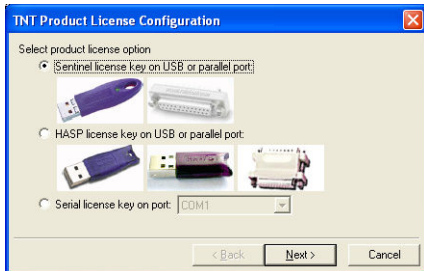 TNT Product License Configuration
Select product license option
Sentinel license key on USB or parallel port:
HASP license key on USB or parallel port:
Serial license key on port: COM1
< Back Next > Cancel